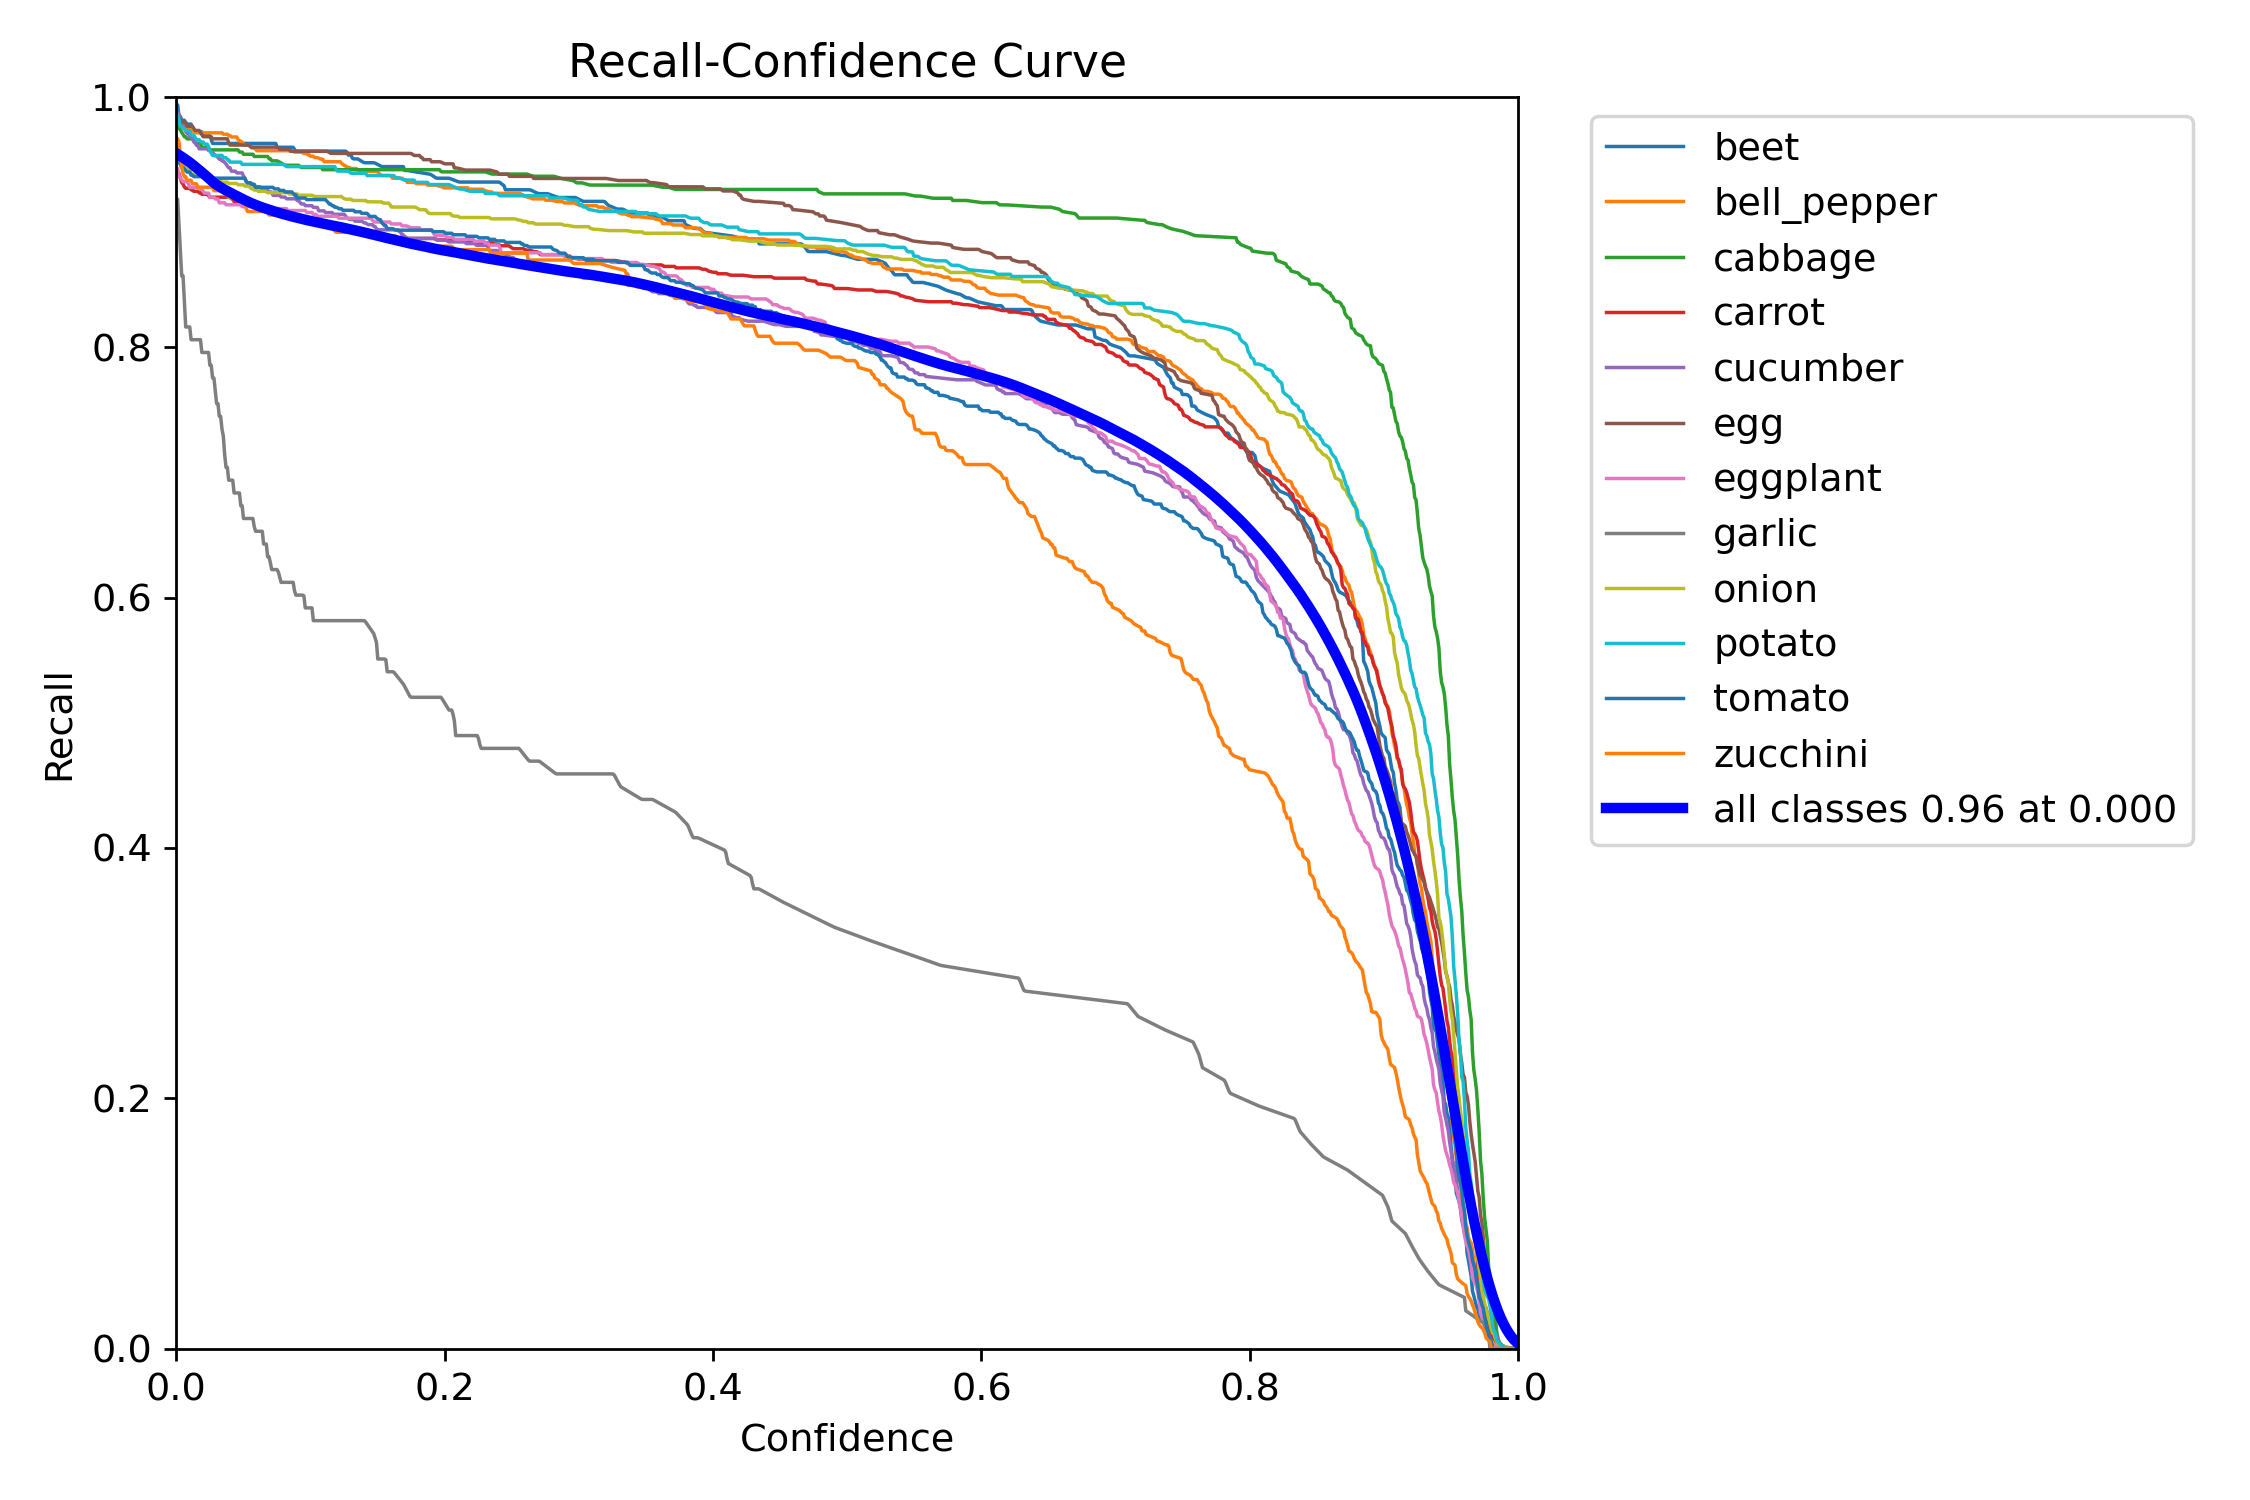 Recall-Confidence Curve
1.0
0.8
0.6
0.4
0.2
0.0
Recall
0.0 0.2 0.4 0.6 0.8 1.0
Confidence
beet
bell_pepper
cabbage
carrot
cucumber
egg
eggplant
garlic
onion
potato
tomato
zucchini
all classes 0.96 at 0.000